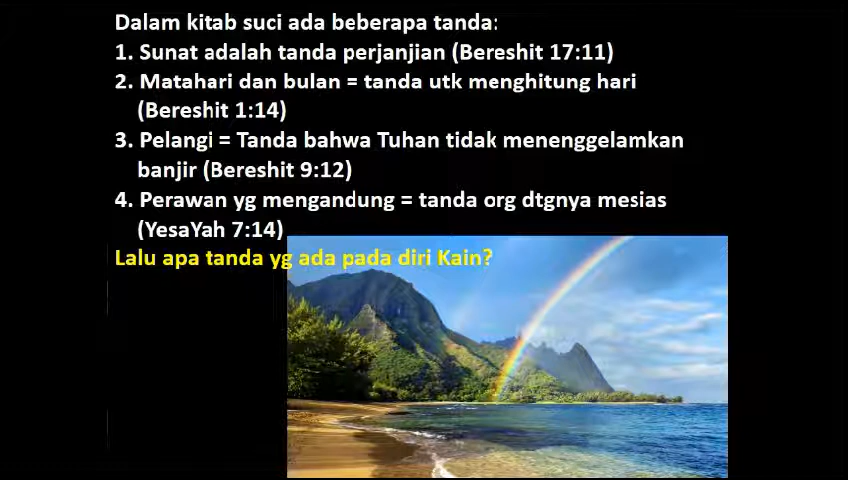 Dalam kitab suci ada beberapa tanda:
1. Sunat adalah tanda perjanjian (Bereshit 17:11)
2. Matahari dan bulan = tanda utk menghitung hari
(Bereshit 1:14)
3. Pelangi = Tanda bahwa Tuhan tidak menenggelamkan
banjir (Bereshit 9:12)
4. Perawan yg mengandung = tanda org dtgnya mesias
(YesaYah 7:14)
Lalu apa tanda yg ada pada diri Kain?